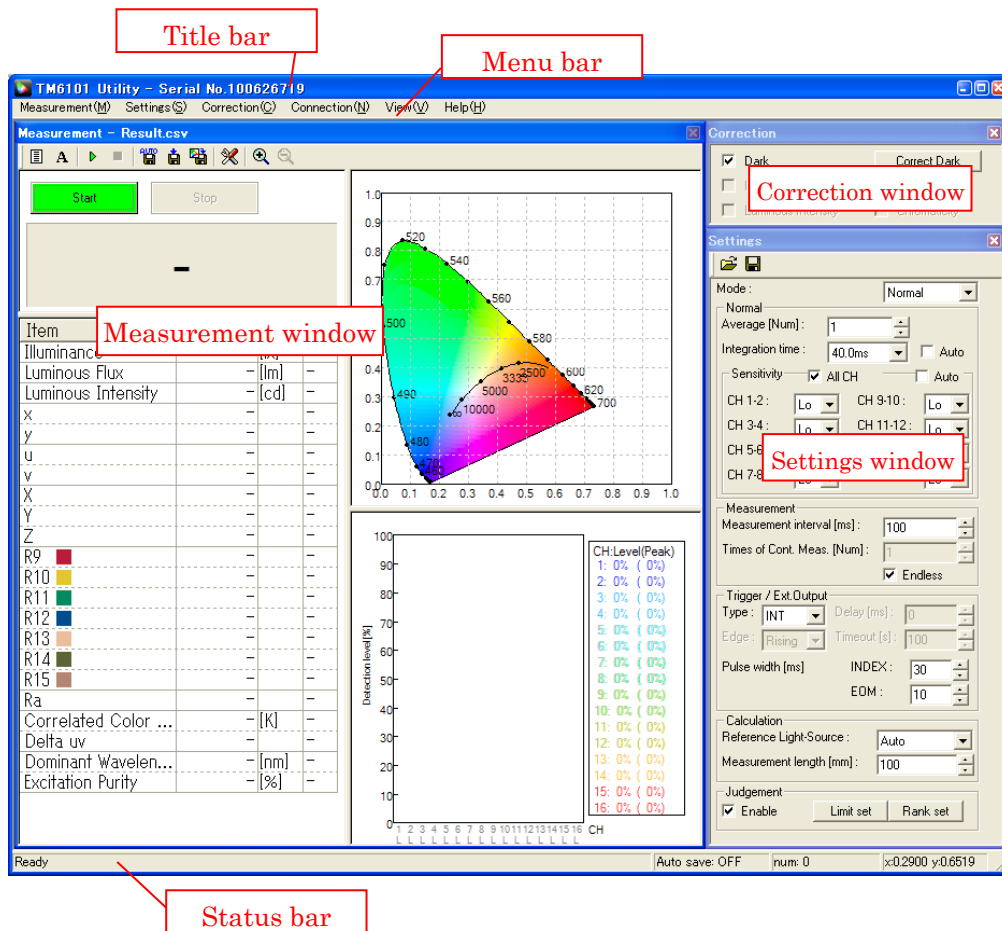 Title bar
Menu bar
TM6101 Utility - Serial No.100626719
Measurement(M) Settings(S) Correction(C) Connection(N) View(V) Help(H)
Measurement - Result.csv
A
AUTO
Start Stop
-
Measurement window
Item
Illuminance - [lx] -
Luminous Flux - [lm] -
Luminous Intensity - [cd] -
x - -
y - -
u - -
v - -
X - -
Y - -
Z - -
R9 - -
R10 - -
R11 - -
R12 - -
R13 - -
R14 - -
R15 - -
Ra - -
Correlated Color ... - [K] -
Delta uv - -
Dominant Wavelen... - [nm] -
Excitation Purity - [%] -
1.0
0.9
0.8
0.7
0.4
0.3
0.2
0.1
0.0 0.1 0.2 0.3 0.4 0.5 0.6 0.7 0.8 0.9 1.0
520
540
560
500
580
600
620
700
490
480
470
460
2500
3333
5000
10000
∞
100
90
80
70
60
50
40
30
20
10
0
Detection level[%]
1 2 3 4 5 6 7 8 9 10 11 12 13 14 15 16 CH
L L L L L L L L L L L L L L L L
CH:Level(Peak)
1: 0% ( 0%)
2: 0% ( 0%)
3: 0% ( 0%)
4: 0% ( 0%)
5: 0% ( 0%)
6: 0% ( 0%)
7: 0% ( 0%)
8: 0% ( 0%)
9: 0% ( 0%)
10: 0% ( 0%)
11: 0% ( 0%)
12: 0% ( 0%)
13: 0% ( 0%)
14: 0% ( 0%)
15: 0% ( 0%)
16: 0% ( 0%)
Correction
Dark Correct Dark
Correction window
Luminous Intensity Chromaticity
Settings
Mode : Normal
Normal
Average [Num] : 1
Integration time : 40.0ms Auto
Sensitivity All CH Auto
CH 1-2 : Lo CH 9-10 : Lo
CH 3-4 : Lo CH 11-12 : Lo
CH 5-6
Settings window
CH 7-8 Lo Lo
Measurement
Measurement interval [ms] : 100
Times of Cont. Meas. [Num] : 1
Endless
Trigger / Ext.Output
Type : INT Delay [ms] : 0
Edge : Rising Timeout [s] : 100
Pulse width [ms] INDEX : 30
EOM : 10
Calculation
Reference Light-Source : Auto
Measurement length [mm] : 100
Judgement
Enable Limit set Rank set
Ready Auto save: OFF num: 0 x:0.2900 y:0.6519
Status bar